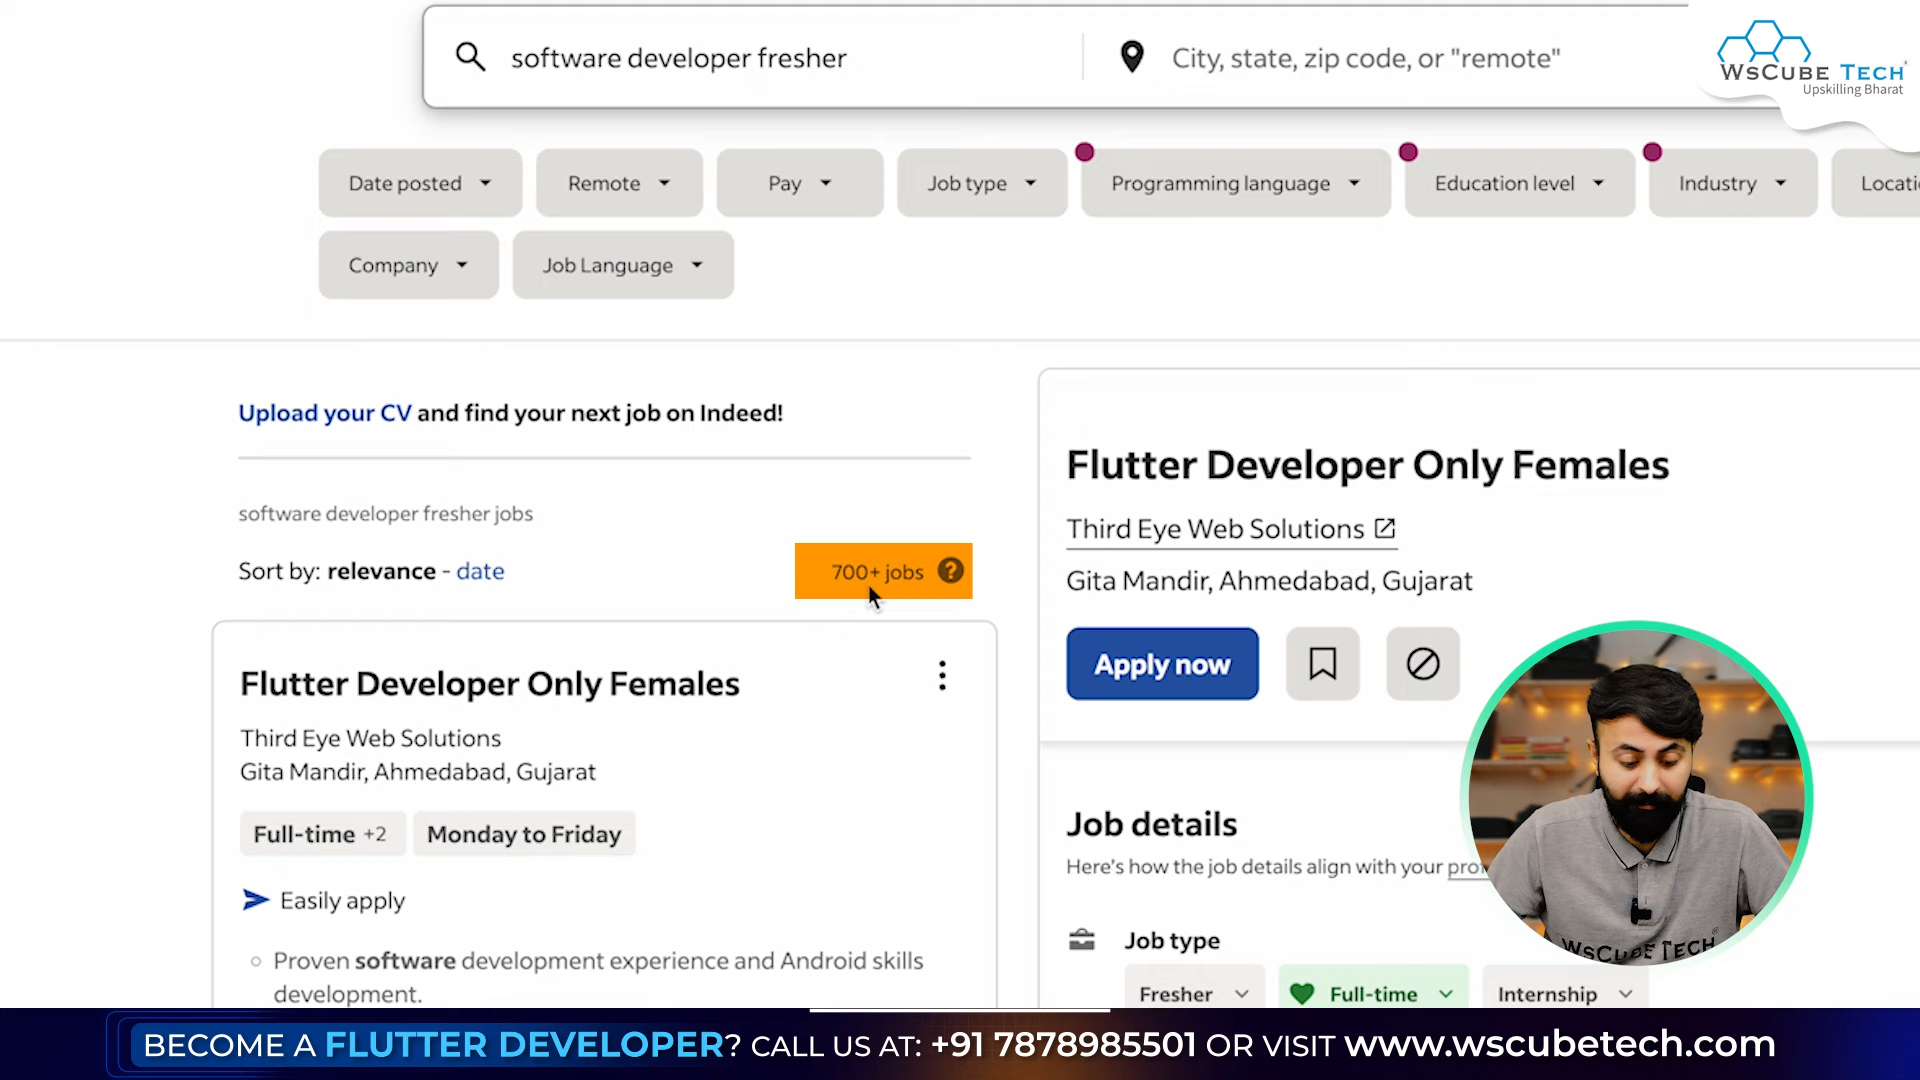 software developer fresher
City, state, zip code, or "remote"
WsCube Tech
Upskilling Bharat
Date posted
Remote
Pay
Job type
Programming language
Education level
Industry
Locati
Company
Job Language
Upload your CV and find your next job on Indeed!
software developer fresher jobs
Sort by: relevance - date
700+ jobs
Flutter Developer Only Females
Third Eye Web Solutions
Gita Mandir, Ahmedabad, Gujarat
Full-time +2
Monday to Friday
Easily apply
Proven software development experience and Android skills
development.
Flutter Developer Only Females
Third Eye Web Solutions
Gita Mandir, Ahmedabad, Gujarat
Apply now
Job details
Here's how the job details align with your
Job type
Fresher
Full-time
Internship
WsCube Tech
BECOME A FLUTTER DEVELOPER? CALL US AT: +91 7878985501 OR VISIT www.wscubetech.com